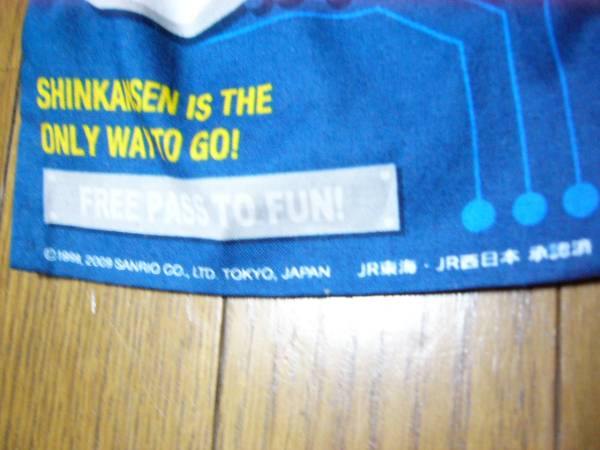 SHINKANSEN IS THE
ONLY WAY TO GO!
FREE PASS TO FUN!
©1998, 2009 SANRIO CO., LTD. TOKYO, JAPAN JR東海・JR西日本 承認済